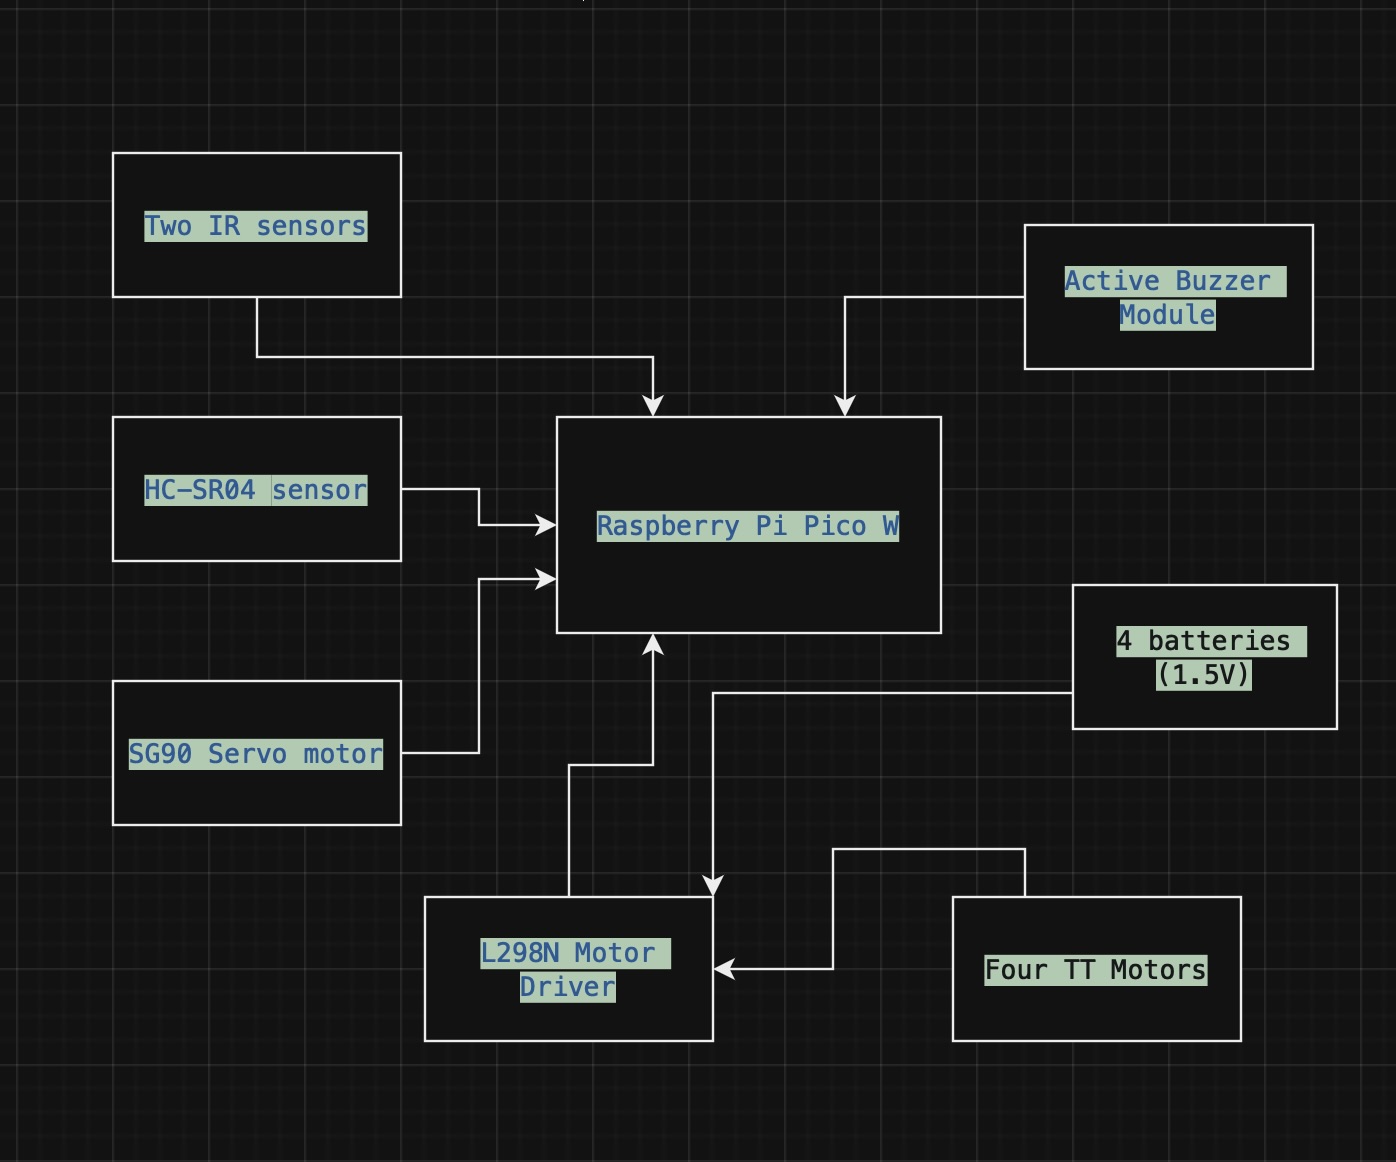 Two IR sensors
Active Buzzer
Module
HC-SR04 sensor
Raspberry Pi Pico W
4 batteries
(1.5V)
SG90 Servo motor
L298N Motor
Driver
Four TT Motors